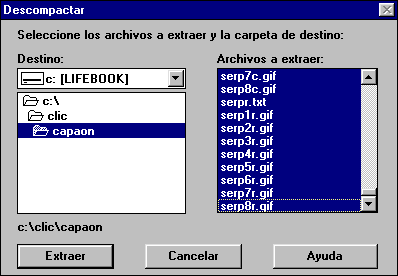 Descompactar
Seleccione los archivos a extraer y la carpeta de destino:
Destino:
c: [LIFEBOOK]
c:\
clic
capaon
c:\clic\capaon
Archivos a extraer:
serp7c.gif
serp8c.gif
serpr.txt
serp1r.gif
serp2r.gif
serp3r.gif
serp4r.gif
serp5r.gif
serp6r.gif
serp7r.gif
serp8r.gif
Extraer
Cancelar
Ayuda